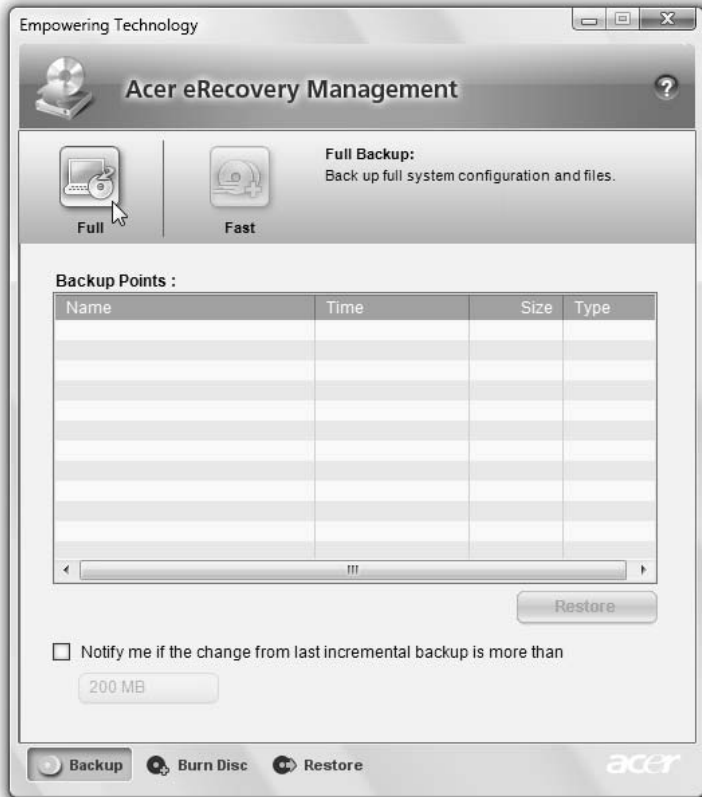 Empowering Technology
Acer eRecovery Management
?
Full Backup:
Back up full system configuration and files.
Full
Fast
Backup Points :
Name Time Size Type
Restore
Notify me if the change from last incremental backup is more than
200 MB
Backup Burn Disc Restore acer